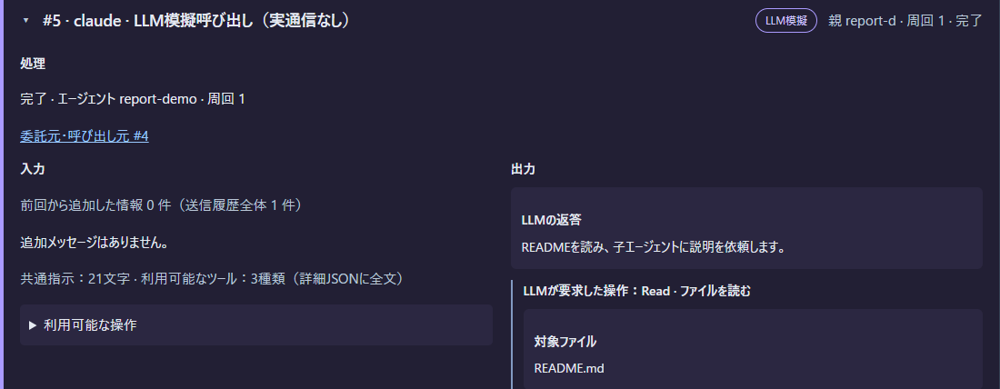 ▼ #5 · claude · LLM模擬呼び出し（実通信なし） LLM模擬 親 report-d · 周回 1 · 完了
処理
完了 · エージェント report-demo · 周回 1
委託元・呼び出し元 #4
入力
前回から追加した情報 0 件（送信履歴全体 1 件）
追加メッセージはありません。
共通指示：21文字 · 利用可能なツール：3種類（詳細JSONに全文）
▶ 利用可能な操作
出力
LLMの返答
READMEを読み、子エージェントに説明を依頼します。
LLMが要求した操作：Read · ファイルを読む
対象ファイル
README.md